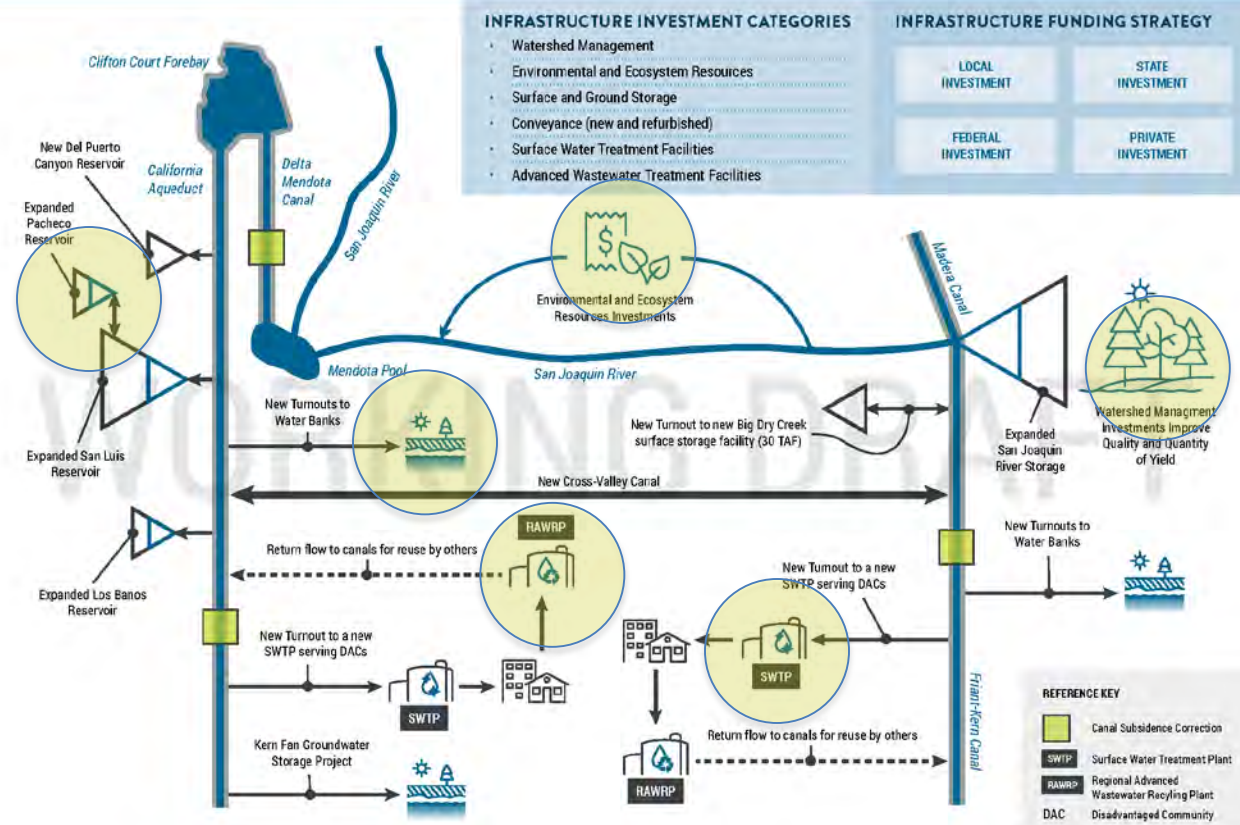 INFRASTRUCTURE INVESTMENT CATEGORIES
· Watershed Management
· Environmental and Ecosystem Resources
· Surface and Ground Storage
· Conveyance (new and refurbished)
· Surface Water Treatment Facilities
· Advanced Wastewater Treatment Facilities
INFRASTRUCTURE FUNDING STRATEGY
LOCAL
INVESTMENT
STATE
INVESTMENT
FEDERAL
INVESTMENT
PRIVATE
INVESTMENT
Clifton Court Forebay
New Del Puerto
Canyon Reservoir
California
Aqueduct
Delta
Mendota
Canal
San Joaquin River
Expanded
Pacheco
Reservoir
$
Environmental and Ecosystem
Resources Investments
Madera Canal
Mendota Pool
San Joaquin River
New Turnouts to
Water Banks
New Turnout to new Big Dry Creek
surface storage facility (30 TAF)
Expanded
San Joaquin
River Storage
Watershed Managment
Investments Improve
Quality and Quantity
of Yield
Expanded San Luis
Reservoir
WORKING DRAFT
New Cross-Valley Canal
RAWRP
Return flow to canals for reuse by others
Expanded Los Banos
Reservoir
New Turnouts to
Water Banks
New Turnout to a new
SWTP serving DACs
New Turnout to a new
SWTP serving DACs
SWTP
SWTP
Kern Fan Groundwater
Storage Project
Return flow to canals for reuse by others
RAWRP
Friant-Kern Canal
REFERENCE KEY
Canal Subsidence Correction
SWTP Surface Water Treatment Plant
RAWRP Regional Advanced
Wastewater Recyling Plant
DAC Disadvantaged Community